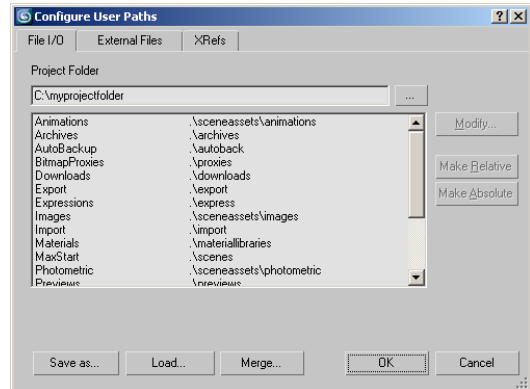 Configure User Paths
File I/O External Files XRefs
Project Folder
C:\myprojectfolder ...
Animations .\sceneassets\animations
Archives .\archives
AutoBackup .\autoback
BitmapProxies .\proxies
Downloads .\downloads
Export .\export
Expressions .\express
Images .\sceneassets\images
Import .\import
Materials .\materiallibraries
MaxStart .\scenes
Photometric .\sceneassets\photometric
Previews .\previews
Modify...
Make Relative
Make Absolute
Save as... Load... Merge... OK Cancel